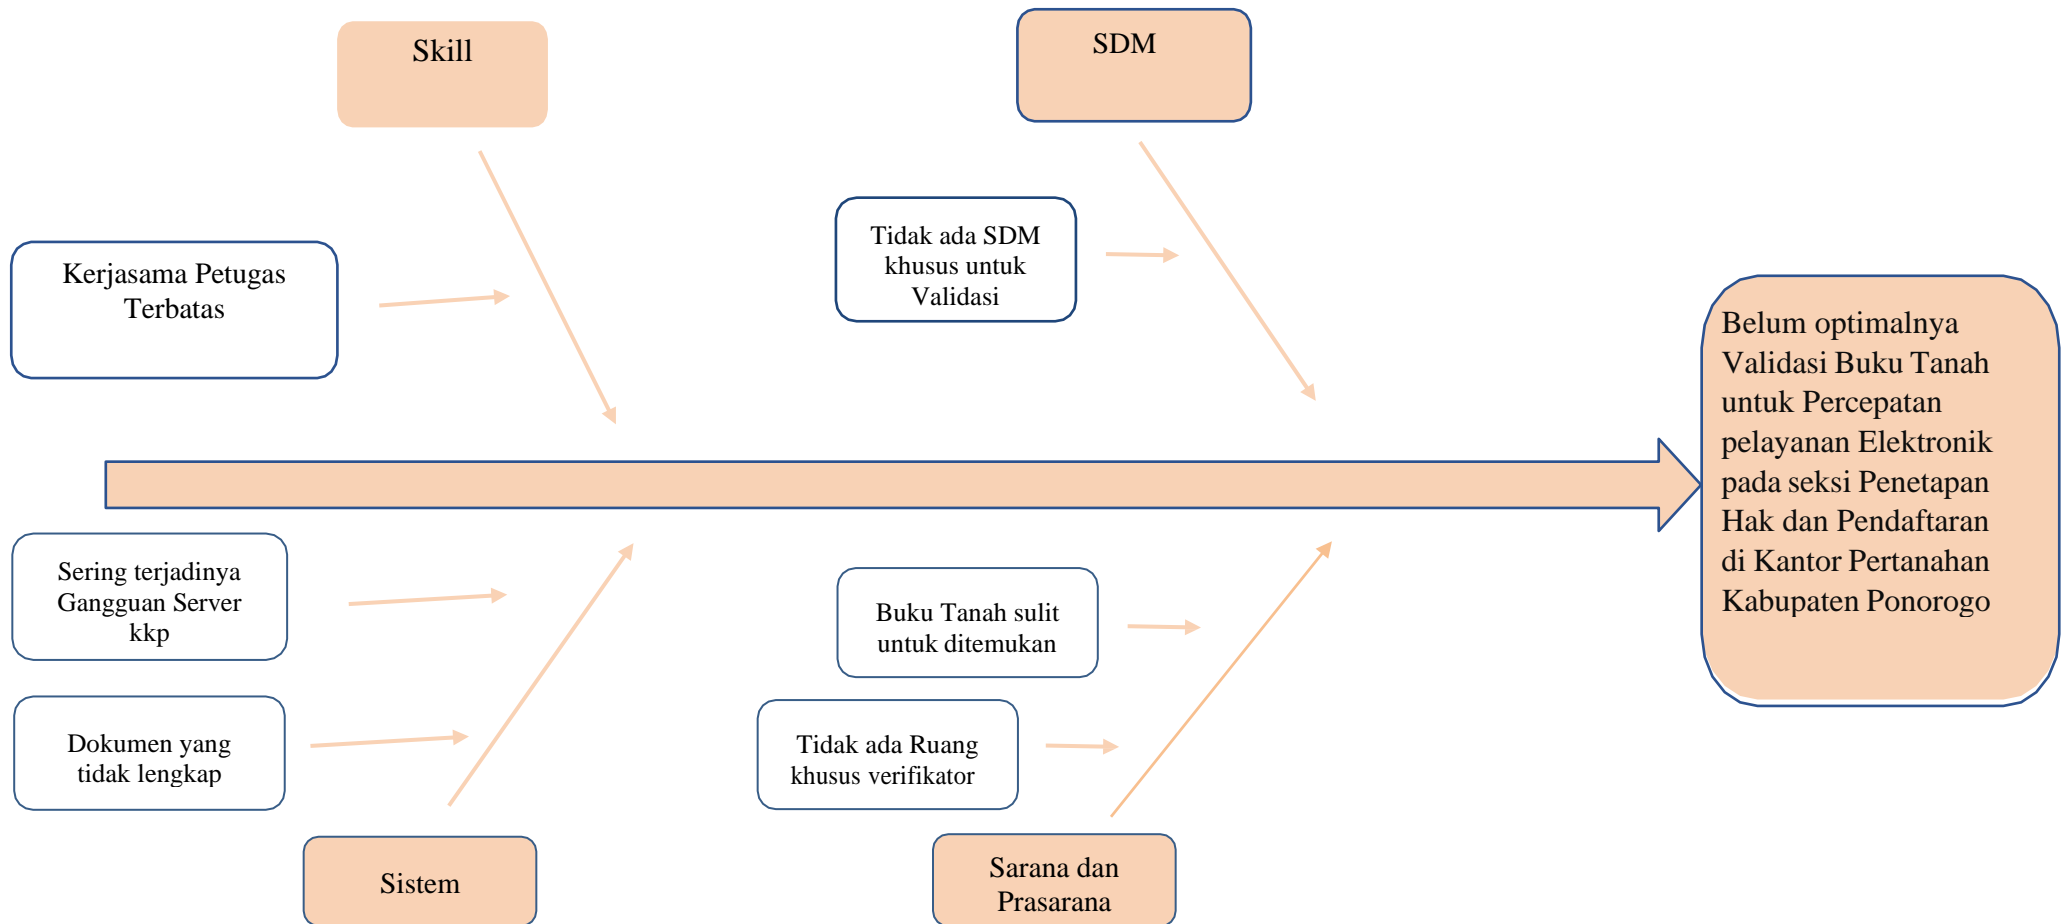 Skill
SDM
Kerjasama Petugas
Terbatas
Tidak ada SDM
khusus untuk
Validasi
Belum optimalnya
Validasi Buku Tanah
untuk Percepatan
pelayanan Elektronik
pada seksi Penetapan
Hak dan Pendaftaran
di Kantor Pertanahan
Kabupaten Ponorogo
Sering terjadinya
Gangguan Server
kkp
Buku Tanah sulit
untuk ditemukan
Dokumen yang
tidak lengkap
Tidak ada Ruang
khusus verifikator
Sistem
Sarana dan
Prasarana